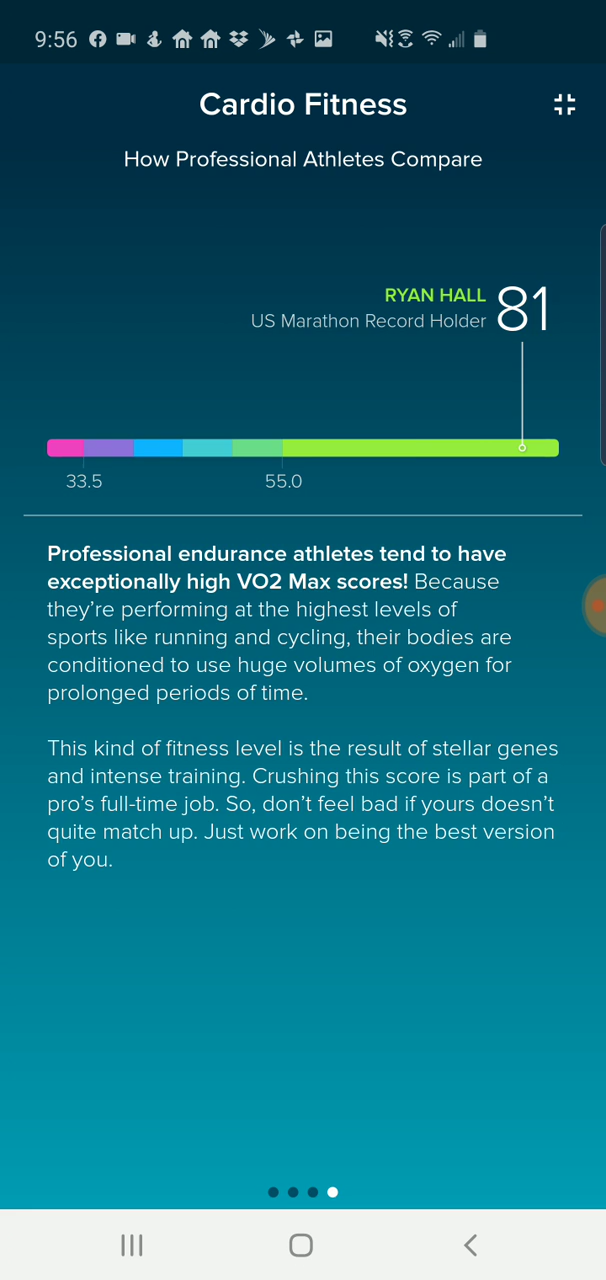 9:56
Cardio Fitness
How Professional Athletes Compare
RYAN HALL
US Marathon Record Holder
81
33.5
55.0
Professional endurance athletes tend to have
exceptionally high VO2 Max scores! Because
they’re performing at the highest levels of
sports like running and cycling, their bodies are
conditioned to use huge volumes of oxygen for
prolonged periods of time.
This kind of fitness level is the result of stellar genes
and intense training. Crushing this score is part of a
pro’s full-time job. So, don’t feel bad if yours doesn’t
quite match up. Just work on being the best version
of you.